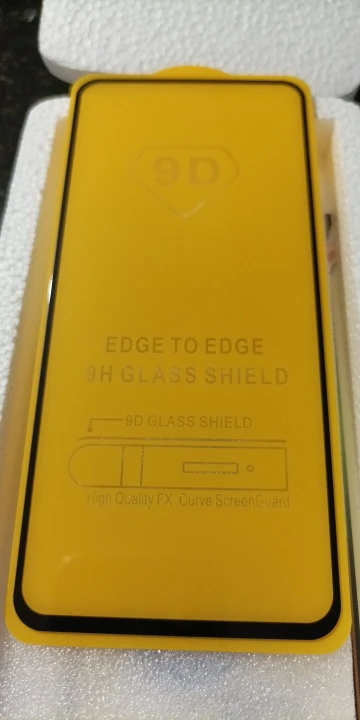 9D
EDGE TO EDGE
9H GLASS SHIELD
9D GLASS SHIELD
High Quality FX Curve ScreenGuard